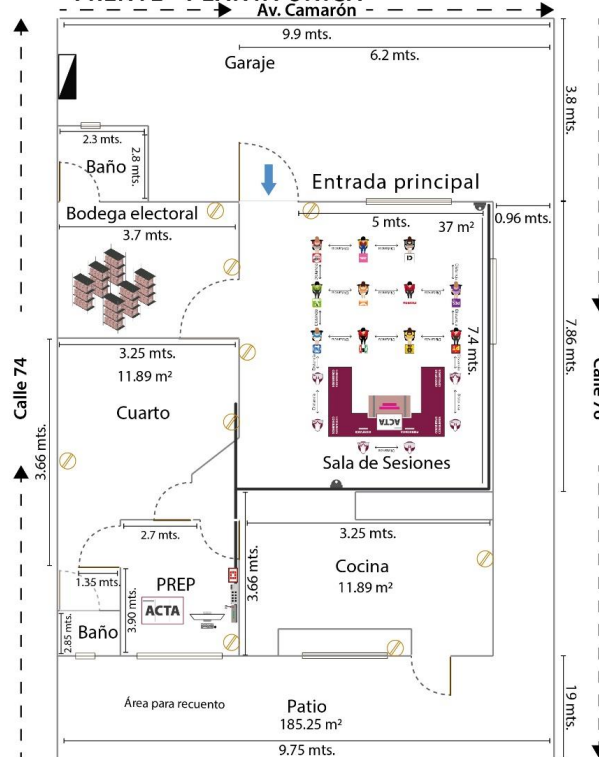 Av. Camarón
9.9 mts.
6.2 mts.
Garaje
3.8 mts.
2.3 mts.
2.8 mts.
Baño
Entrada principal
Bodega electoral
5 mts.
37 m²
0.96 mts.
3.7 mts.
7.4 mts.
7.86 mts.
3.25 mts.
11.89 m²
Cuarto
Calle 74
3.66 mts.
ACTA
Sala de Sesiones
2.7 mts.
3.25 mts.
Cocina
11.89 m²
3.66 mts.
1.35 mts.
PREP
ACTA
3.90 mts.
2.85 mts.
Baño
Área para recuento
Patio
185.25 m²
19 mts.
9.75 mts.